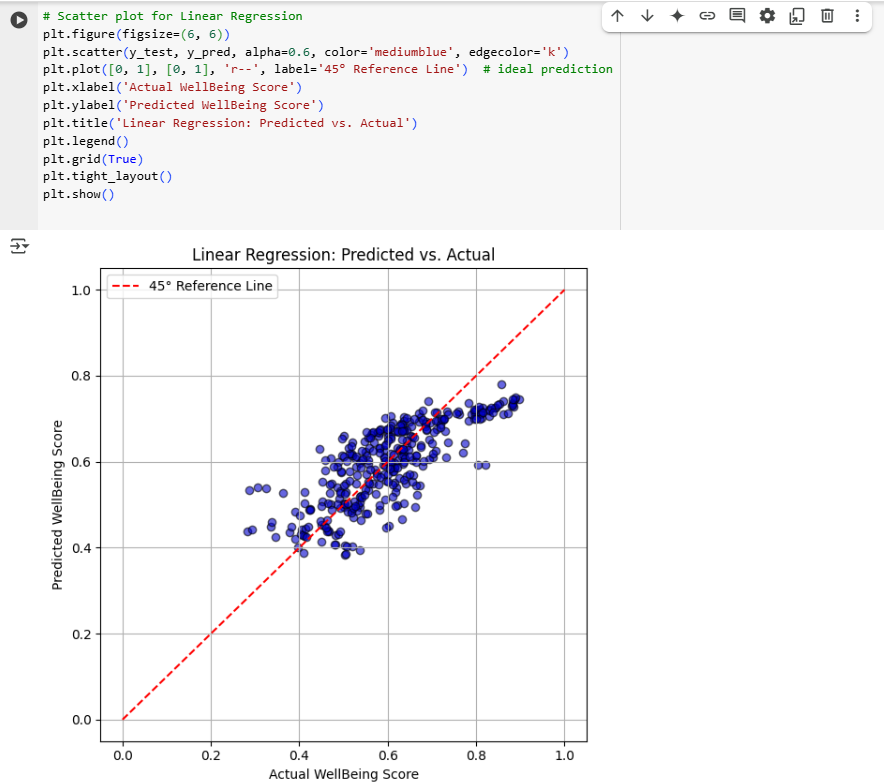 # Scatter plot for Linear Regression
plt.figure(figsize=(6, 6))
plt.scatter(y_test, y_pred, alpha=0.6, color='mediumblue', edgecolor='k')
plt.plot([0, 1], [0, 1], 'r--', label='45° Reference Line')  # ideal prediction
plt.xlabel('Actual WellBeing Score')
plt.ylabel('Predicted WellBeing Score')
plt.title('Linear Regression: Predicted vs. Actual')
plt.legend()
plt.grid(True)
plt.tight_layout()
plt.show()
Linear Regression: Predicted vs. Actual
45° Reference Line
Predicted WellBeing Score
1.0
0.8
0.6
0.4
0.2
0.0
0.0 0.2 0.4 0.6 0.8 1.0
Actual WellBeing Score